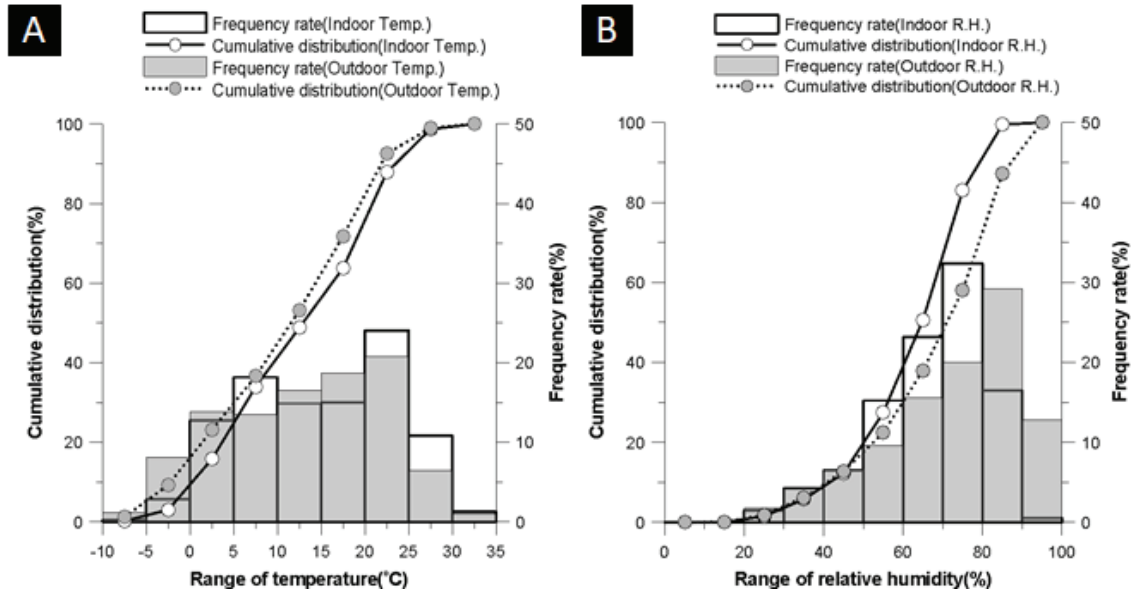 A
Frequency rate(Indoor Temp.)
Cumulative distribution(Indoor Temp.)
Frequency rate(Outdoor Temp.)
Cumulative distribution(Outdoor Temp.)
100
80
60
40
20
0
Cumulative distribution(%)
50
40
30
20
10
0
Frequency rate(%)
-10 -5 0 5 10 15 20 25 30 35
Range of temperature(°C)
B
Frequency rate(Indoor R.H.)
Cumulative distribution(Indoor R.H.)
Frequency rate(Outdoor R.H.)
Cumulative distribution(Outdoor R.H.)
100
80
60
40
20
0
Cumulative distribution(%)
50
40
30
20
10
0
Frequency rate(%)
0 20 40 60 80 100
Range of relative humidity(%)